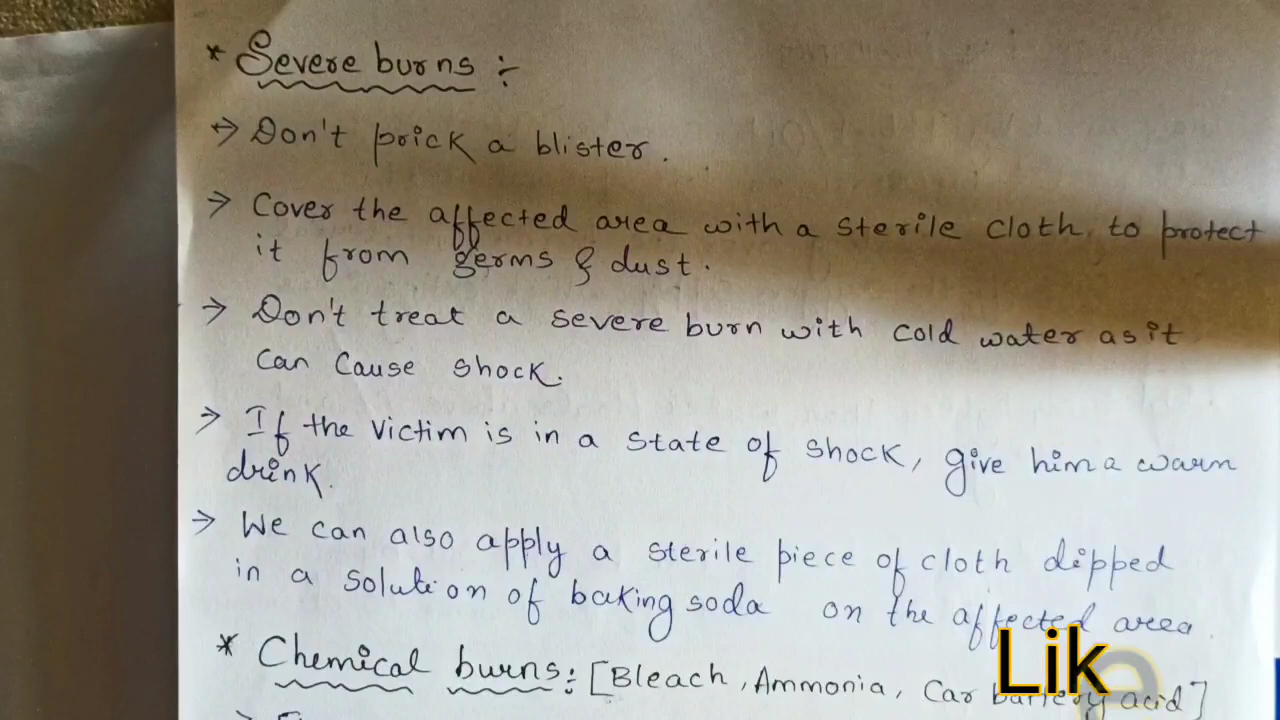 * Severe burns :-
→ Don't prick a blister.
→ Cover the affected area with a sterile cloth, to protect
it from germs & dust.
→ Don't treat a severe burn with cold water as it
can cause shock.
→ If the victim is in a state of shock, give him a warm
drink.
→ We can also apply a sterile piece of cloth dipped
in a solution of baking soda on the affected area.
* Chemical burns :- [Bleach, Ammonia, Car battery acid]
Lik